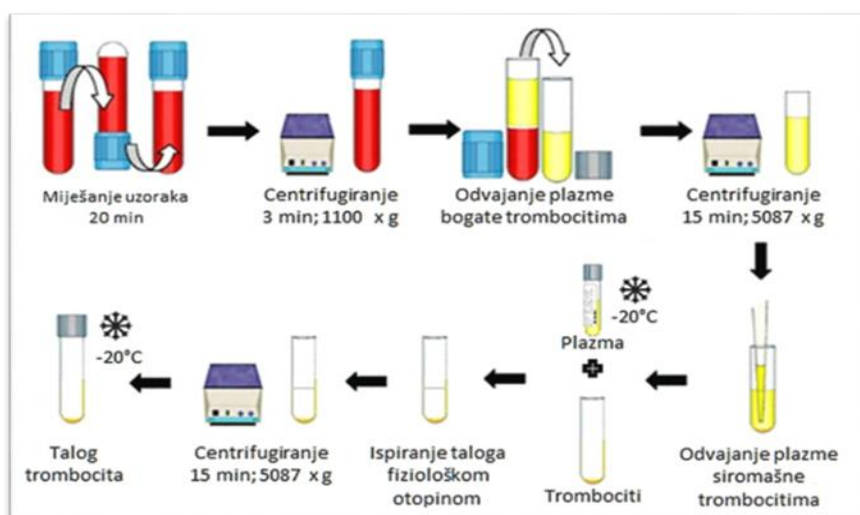 Miješanje uzoraka
20 min
Centrifugiranje
3 min; 1100 x g
Odvajanje plazme
bogate trombocitima
Centrifugiranje
15 min; 5087 x g
Odvajanje plazme
siromašne
trombocitima
-20°C
Plazma
Trombociti
Ispiranje taloga
fiziološkom
otopinom
Centrifugiranje
15 min; 5087 x g
-20°C
Talog
trombocita